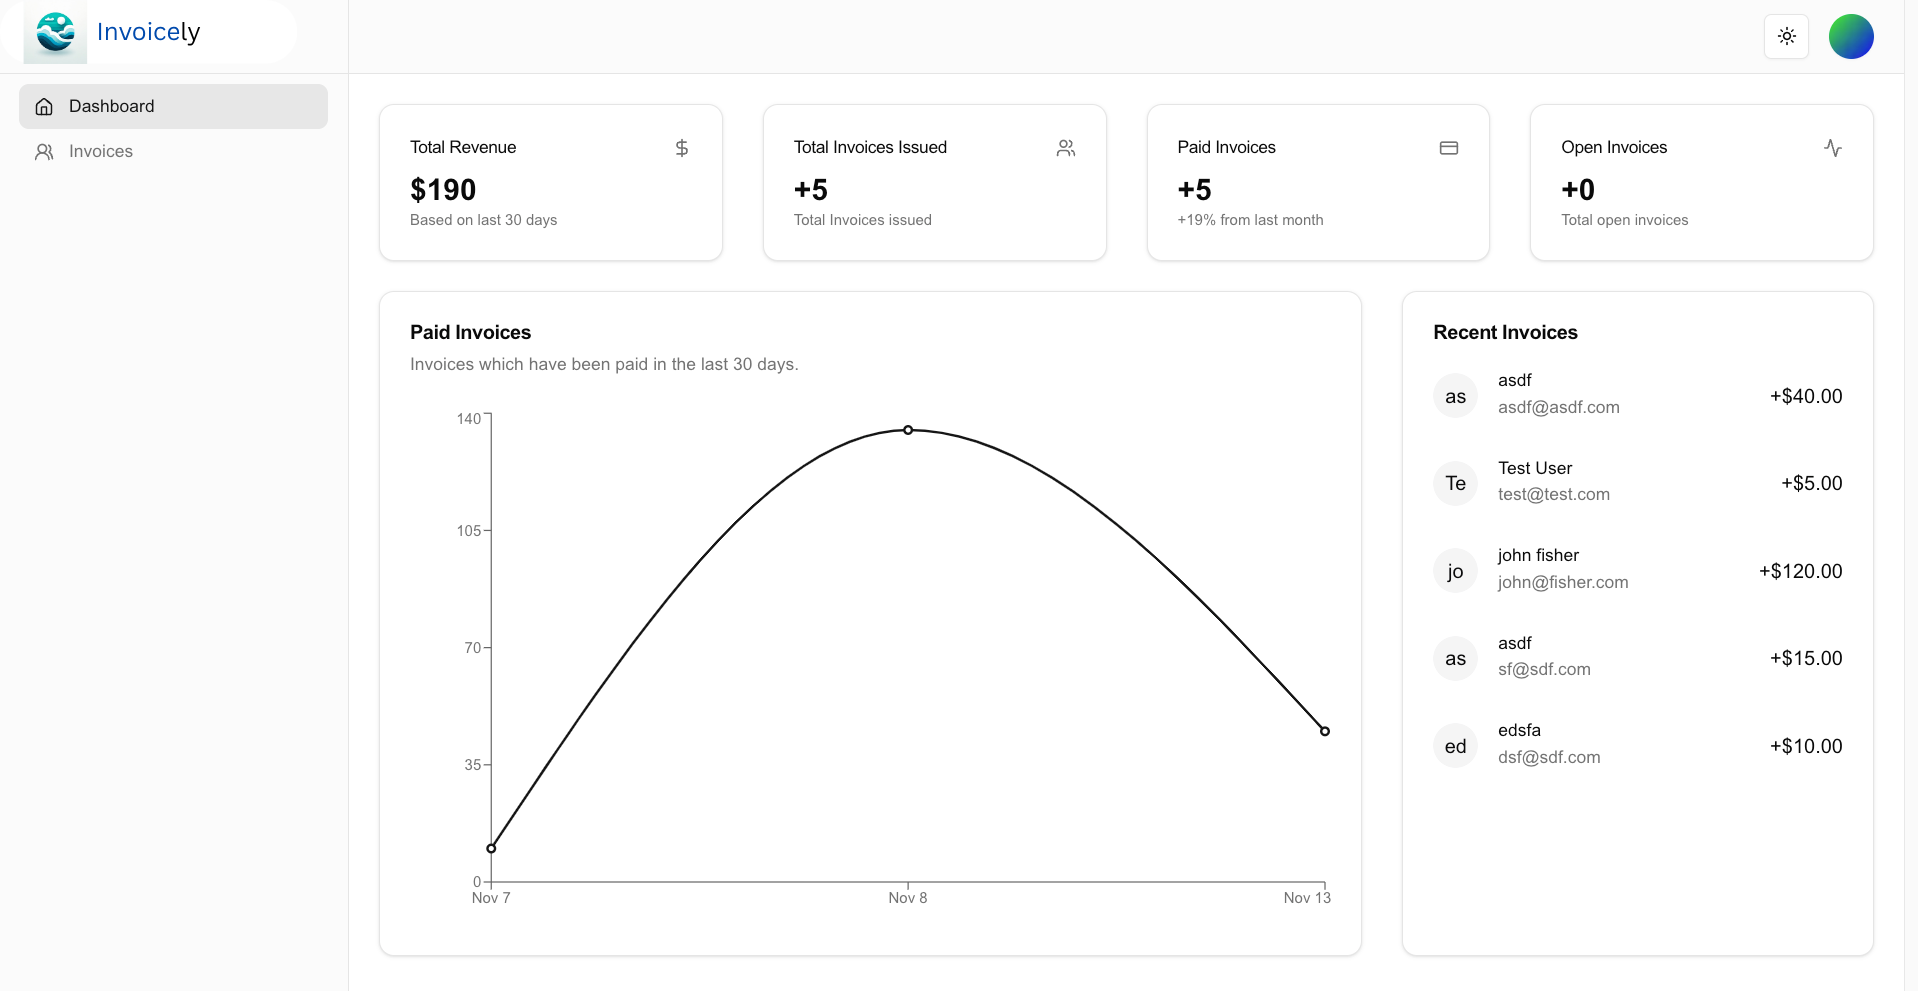 Invoicely
Dashboard
Invoices
Total Revenue
$190
Based on last 30 days
Total Invoices Issued
+5
Total Invoices issued
Paid Invoices
+5
+19% from last month
Open Invoices
+0
Total open invoices
Paid Invoices
Invoices which have been paid in the last 30 days.
140
105
70
35
0
Nov 7
Nov 8
Nov 13
Recent Invoices
as
asdf
asdf@asdf.com
+$40.00
Te
Test User
test@test.com
+$5.00
jo
john fisher
john@fisher.com
+$120.00
as
asdf
sf@sdf.com
+$15.00
ed
edsfa
dsf@sdf.com
+$10.00